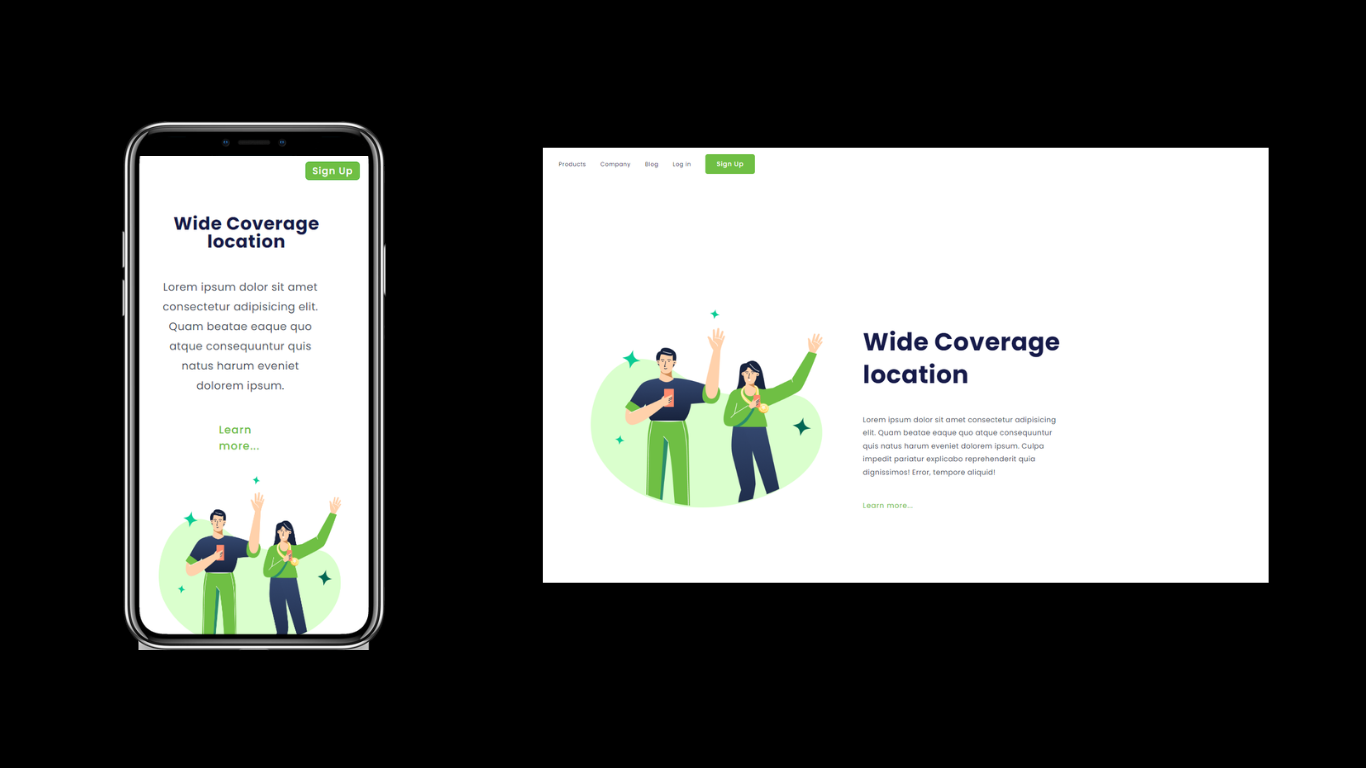 Sign Up
Wide Coverage
location
Lorem ipsum dolor sit amet
consectetur adipisicing elit.
Quam beatae eaque quo
atque consequuntur quis
natus harum eveniet
dolorem ipsum.
Learn
more...
Products Company Blog Log in Sign Up
Wide Coverage
location
Lorem ipsum dolor sit amet consectetur adipisicing
elit. Quam beatae eaque quo atque consequuntur
quis natus harum eveniet dolorem ipsum. Culpa
impedit pariatur explicabo reprehenderit quia
dignissimos! Error, tempore aliquid!
Learn more...